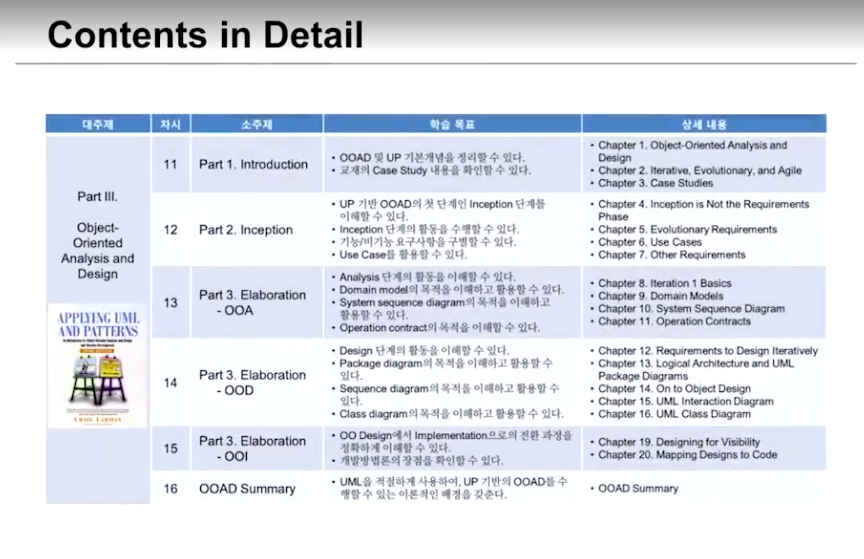 Contents in Detail
대주제
차시
소주제
학습 목표
상세 내용
Part III.
Object-
Oriented
Analysis and
Design
APPLYING UML
AND PATTERNS
CRAIG LARMAN
11
Part 1. Introduction
• OOAD 및 UP 기본개념을 정리할 수 있다.
• 교재의 Case Study 내용을 확인할 수 있다.
• Chapter 1. Object-Oriented Analysis and
Design
• Chapter 2. Iterative, Evolutionary, and Agile
• Chapter 3. Case Studies
12
Part 2. Inception
• UP 기반 OOAD의 첫 단계인 Inception 단계를
이해할 수 있다.
• Inception 단계의 활동을 수행할 수 있다.
• 기능/비기능 요구사항을 구별할 수 있다.
• Use Case를 활용할 수 있다.
• Chapter 4. Inception is Not the Requirements
Phase
• Chapter 5. Evolutionary Requirements
• Chapter 6. Use Cases
• Chapter 7. Other Requirements
13
Part 3. Elaboration
- OOA
• Analysis 단계의 활동을 이해할 수 있다.
• Domain model의 목적을 이해하고 활용할 수 있다.
• System sequence diagram의 목적을 이해하고
활용할 수 있다.
• Operation contract의 목적을 이해할 수 있다.
• Chapter 8. Iteration 1 Basics
• Chapter 9. Domain Models
• Chapter 10. System Sequence Diagram
• Chapter 11. Operation Contracts
14
Part 3. Elaboration
- OOD
• Design 단계의 활동을 이해할 수 있다.
• Package diagram의 목적을 이해하고 활용할 수
있다.
• Sequence diagram의 목적을 이해하고 활용할 수
있다.
• Class diagram의 목적을 이해하고 활용할 수 있다.
• Chapter 12. Requirements to Design Iteratively
• Chapter 13. Logical Architecture and UML
Package Diagrams
• Chapter 14. On to Object Design
• Chapter 15. UML Interaction Diagram
• Chapter 16. UML Class Diagram
15
Part 3. Elaboration
- OOI
• OO Design에서 Implementation으로의 전환 과정을
정확하게 이해할 수 있다.
• 개발방법론의 장점을 확인할 수 있다.
• Chapter 19. Designing for Visibility
• Chapter 20. Mapping Designs to Code
16
OOAD Summary
• UML을 적절하게 사용하여, UP 기반의 OOAD를 수
행할 수 있는 이론적인 배경을 갖춘다.
• OOAD Summary